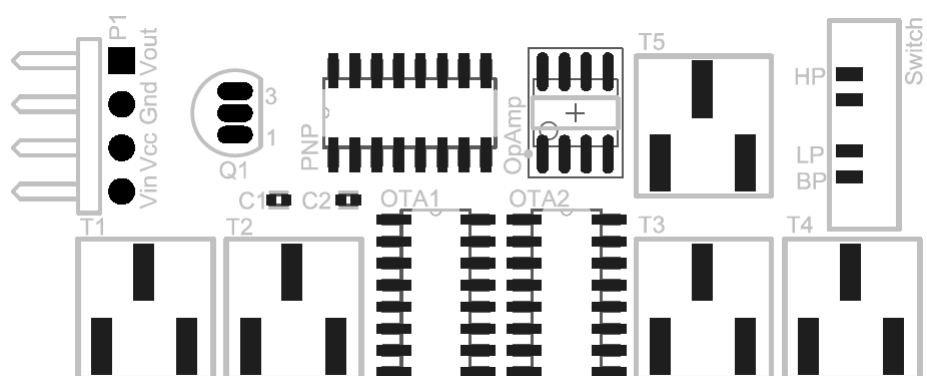 P1
Vout
Gnd
Vcc
Vin
3
1
Q1
PNP
OpAmp
T5
Switch
HP
LP
BP
C1
C2
OTA1
OTA2
T1
T2
T3
T4